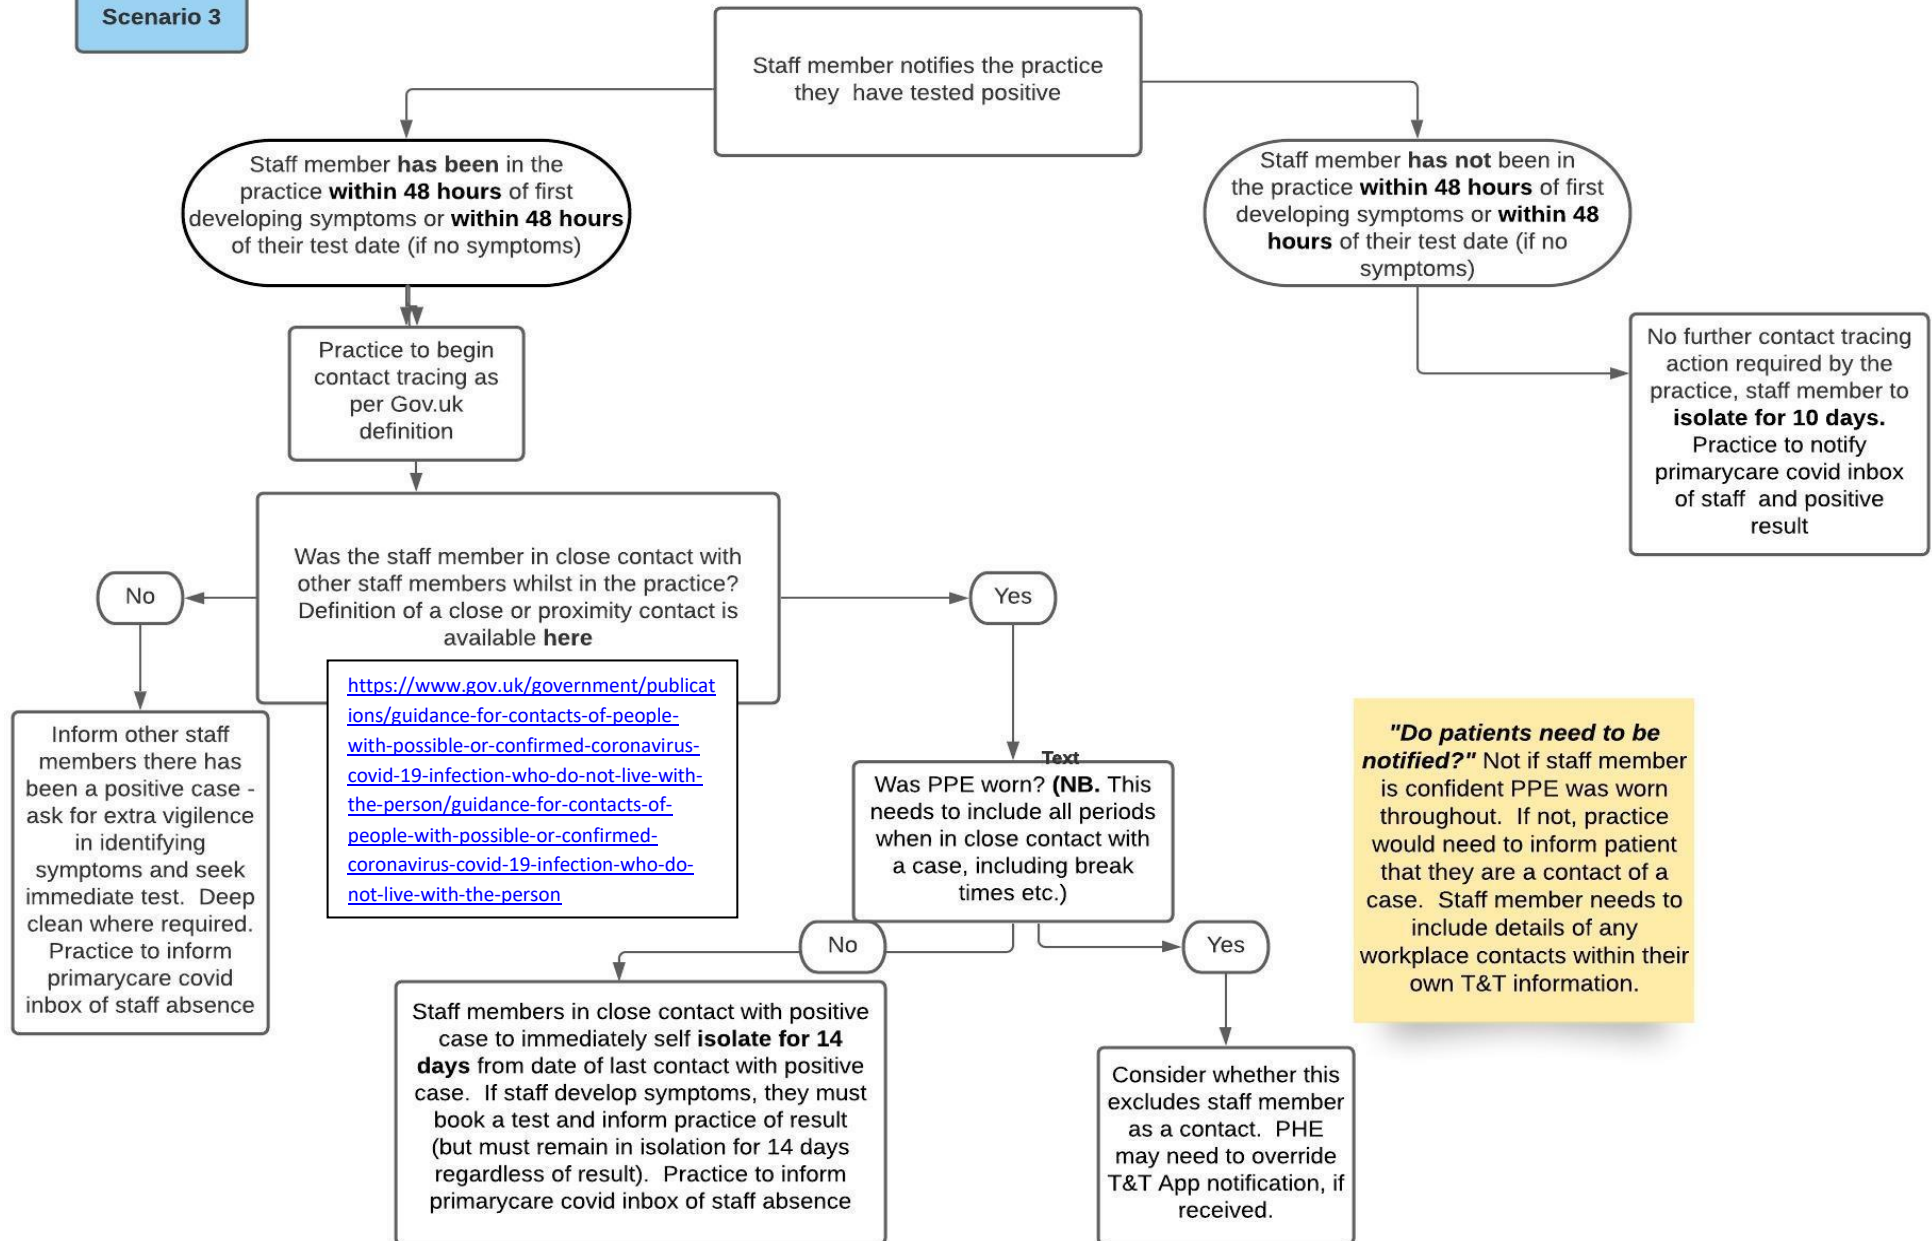 Scenario 3
Staff member notifies the practice
they have tested positive
Staff member has been in the
practice within 48 hours of first
developing symptoms or within 48 hours
of their test date (if no symptoms)
Staff member has not been in
the practice within 48 hours of first
developing symptoms or within 48
hours of their test date (if no
symptoms)
Practice to begin
contact tracing as
per Gov.uk
definition
No further contact tracing
action required by the
practice, staff member to
isolate for 10 days.
Practice to notify
primarycare covid inbox
of staff and positive
result
Was the staff member in close contact with
other staff members whilst in the practice?
Definition of a close or proximity contact is
available here
https://www.gov.uk/government/publicat
ions/guidance-for-contacts-of-people-
with-possible-or-confirmed-coronavirus-
covid-19-infection-who-do-not-live-with-
the-person/guidance-for-contacts-of-
people-with-possible-or-confirmed-
coronavirus-covid-19-infection-who-do-
not-live-with-the-person
No
Yes
Inform other staff
members there has
been a positive case -
ask for extra vigilence
in identifying
symptoms and seek
immediate test. Deep
clean where required.
Practice to inform
primarycare covid
inbox of staff absence
Text
Was PPE worn? (NB. This
needs to include all periods
when in close contact with
a case, including break
times etc.)
"Do patients need to be
notified?" Not if staff member
is confident PPE was worn
throughout. If not, practice
would need to inform patient
that they are a contact of a
case. Staff member needs to
include details of any
workplace contacts within their
own T&T information.
No
Yes
Staff members in close contact with positive
case to immediately self isolate for 14
days from date of last contact with positive
case. If staff develop symptoms, they must
book a test and inform practice of result
(but must remain in isolation for 14 days
regardless of result). Practice to inform
primarycare covid inbox of staff absence
Consider whether this
excludes staff member
as a contact. PHE
may need to override
T&T App notification, if
received.